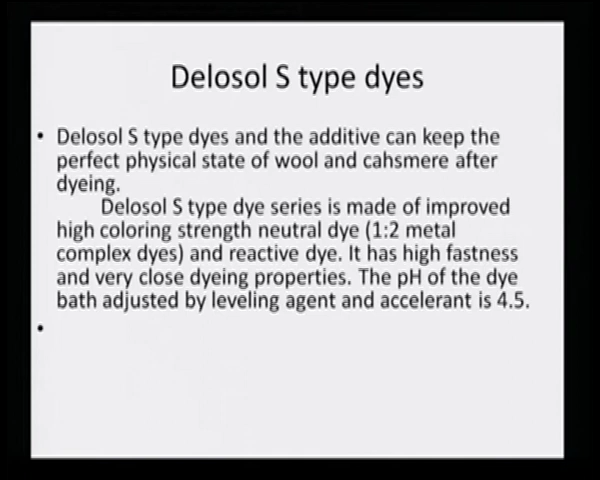 Delosol S type dyes
• Delosol S type dyes and the additive can keep the
perfect physical state of wool and cahsmere after
dyeing.
Delosol S type dye series is made of improved
high coloring strength neutral dye (1:2 metal
complex dyes) and reactive dye. It has high fastness
and very close dyeing properties. The pH of the dye
bath adjusted by leveling agent and accelerant is 4.5.
•